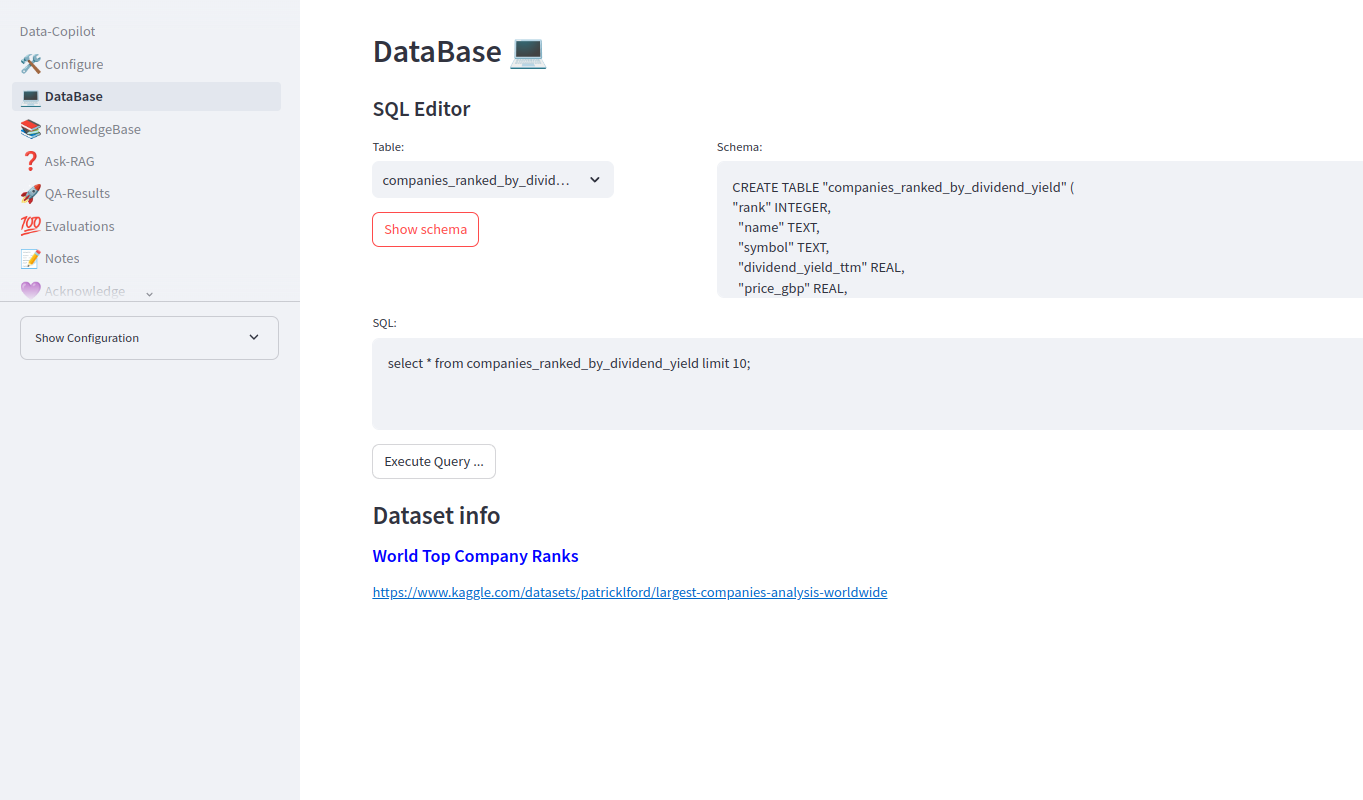 Data-Copilot
Configure
DataBase
KnowledgeBase
Ask-RAG
QA-Results
Evaluations
Notes
Acknowledge
Show Configuration
DataBase
SQL Editor
Table:
companies_ranked_by_divid...
Show schema
Schema:
CREATE TABLE "companies_ranked_by_dividend_yield" (
"rank" INTEGER,
"name" TEXT,
"symbol" TEXT,
"dividend_yield_ttm" REAL,
"price_gbp" REAL,
SQL:
select * from companies_ranked_by_dividend_yield limit 10;
Execute Query ...
Dataset info
World Top Company Ranks
https://www.kaggle.com/datasets/patricklford/largest-companies-analysis-worldwide